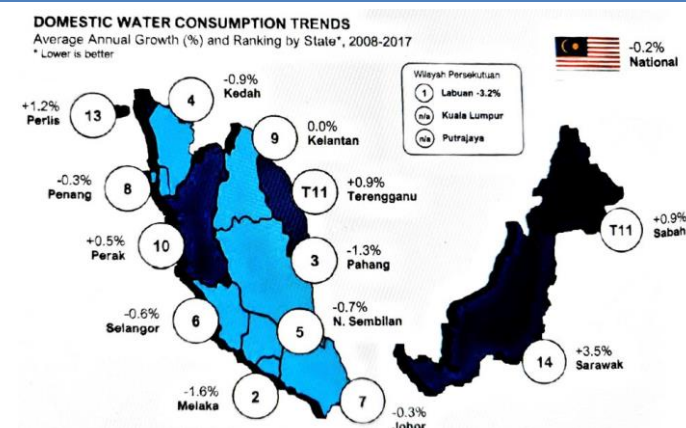 DOMESTIC WATER CONSUMPTION TRENDS
Average Annual Growth (%) and Ranking by State*, 2008-2017
* Lower is better
-0.2%
National
Wilayah Persekutuan
1 Labuan -3.2%
n/a Kuala Lumpur
n/a Putrajaya
4
-0.9%
Kedah
+1.2%
Perlis
13
9
0.0%
Kelantan
-0.3%
Penang
8
T11
+0.9%
Terengganu
+0.5%
Perak
10
3
-1.3%
Pahang
-0.6%
Selangor
6
5
-0.7%
N. Sembilan
-1.6%
Melaka
2
7
-0.3%
Johor
T11
+0.9%
Sabah
14
+3.5%
Sarawak